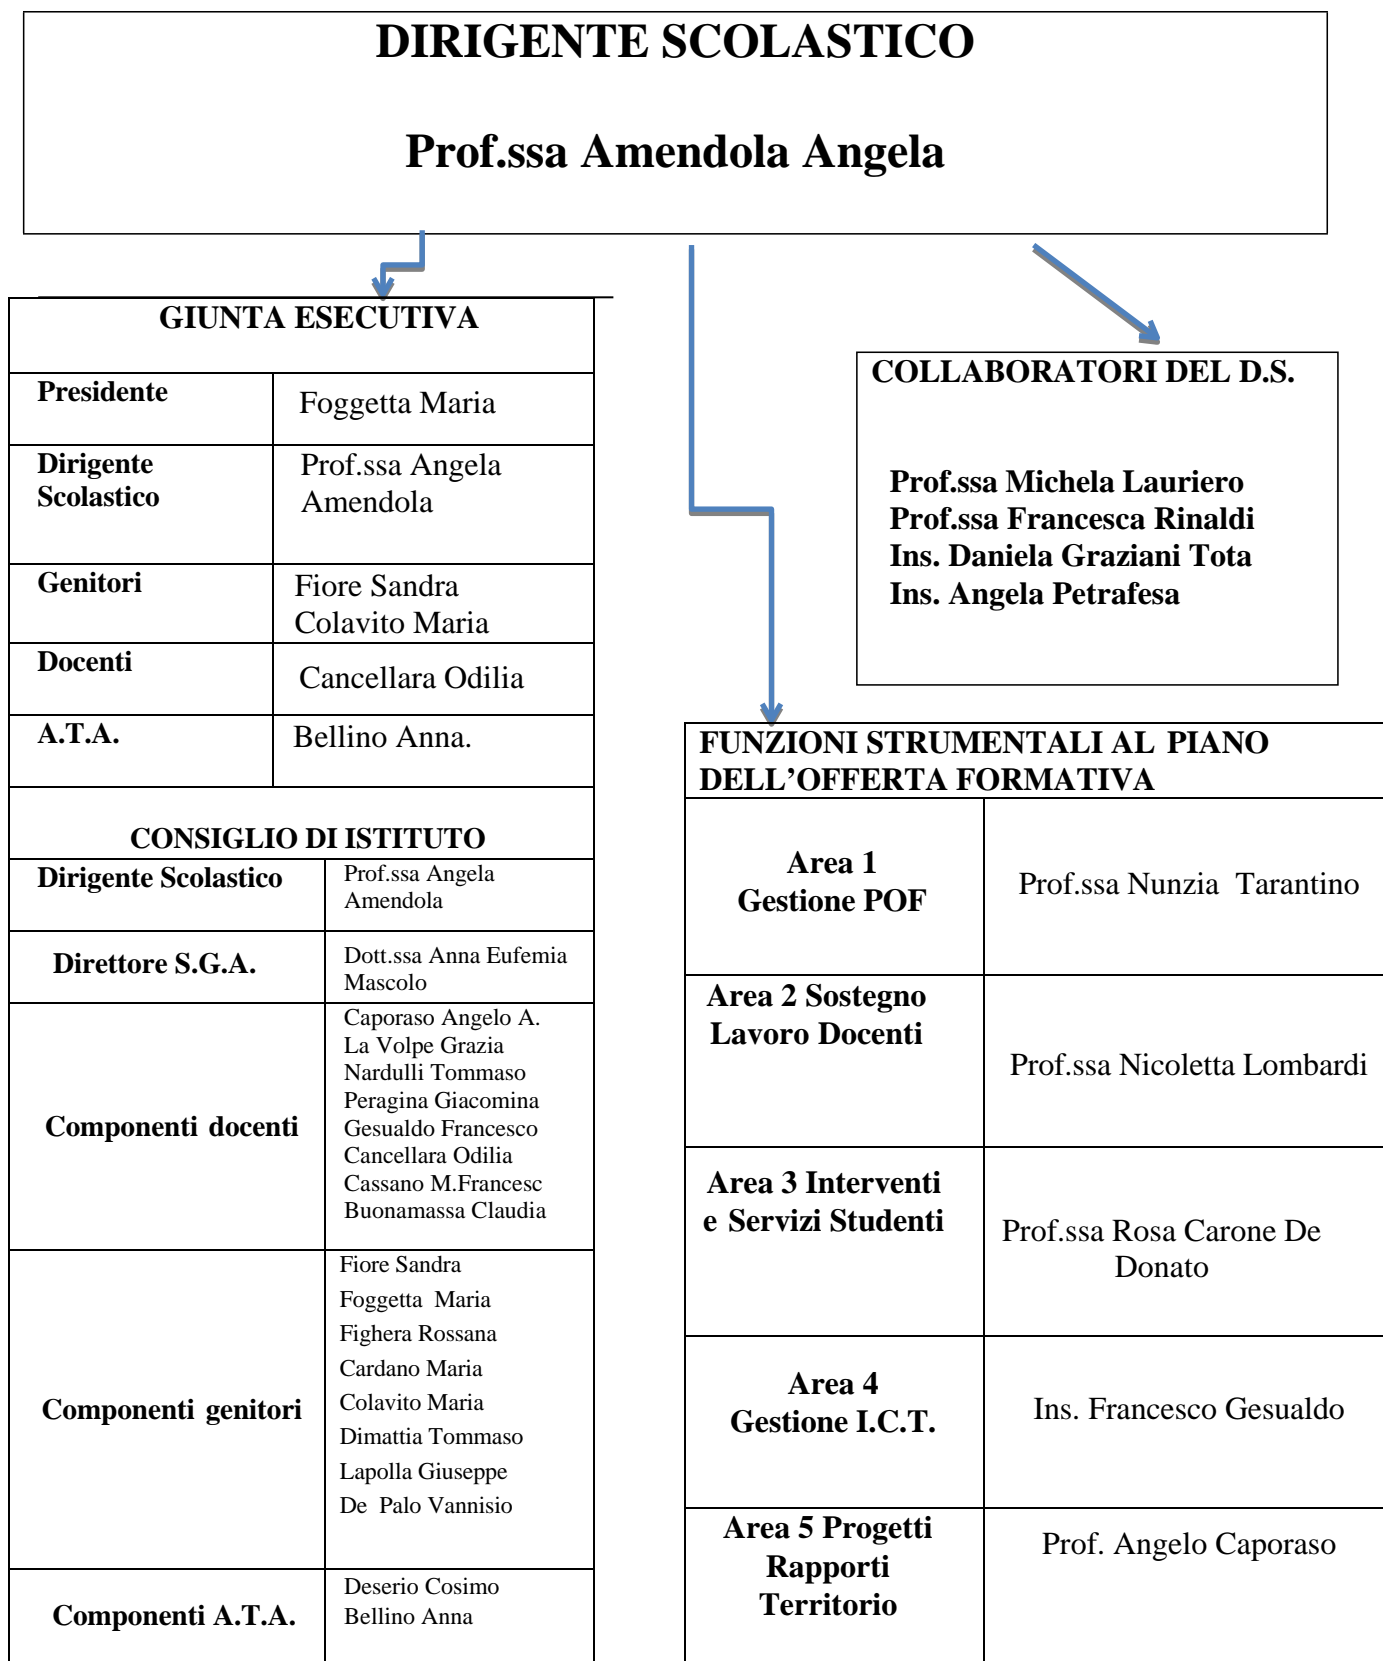 DIRIGENTE SCOLASTICO
Prof.ssa Amendola Angela
GIUNTA ESECUTIVA
Presidente
Foggetta Maria
Dirigente
Scolastico
Prof.ssa Angela
Amendola
Genitori
Fiore Sandra
Colavito Maria
Docenti
Cancellara Odilia
A.T.A.
Bellino Anna.
CONSIGLIO DI ISTITUTO
Dirigente Scolastico
Prof.ssa Angela
Amendola
Direttore S.G.A.
Dott.ssa Anna Eufemia
Mascolo
Componenti docenti
Caporaso Angelo A.
La Volpe Grazia
Nardulli Tommaso
Peragina Giacomina
Gesualdo Francesco
Cancellara Odilia
Cassano M.Francesc
Buonamassa Claudia
Componenti genitori
Fiore Sandra
Foggetta Maria
Fighera Rossana
Cardano Maria
Colavito Maria
Dimattia Tommaso
Lapolla Giuseppe
De Palo Vannisio
Componenti A.T.A.
Deserio Cosimo
Bellino Anna
COLLABORATORI DEL D.S.
Prof.ssa Michela Lauriero
Prof.ssa Francesca Rinaldi
Ins. Daniela Graziani Tota
Ins. Angela Petrafesa
FUNZIONI STRUMENTALI AL PIANO
DELL’OFFERTA FORMATIVA
Area 1
Gestione POF
Prof.ssa Nunzia Tarantino
Area 2 Sostegno
Lavoro Docenti
Prof.ssa Nicoletta Lombardi
Area 3 Interventi
e Servizi Studenti
Prof.ssa Rosa Carone De
Donato
Area 4
Gestione I.C.T.
Ins. Francesco Gesualdo
Area 5 Progetti
Rapporti
Territorio
Prof. Angelo Caporaso